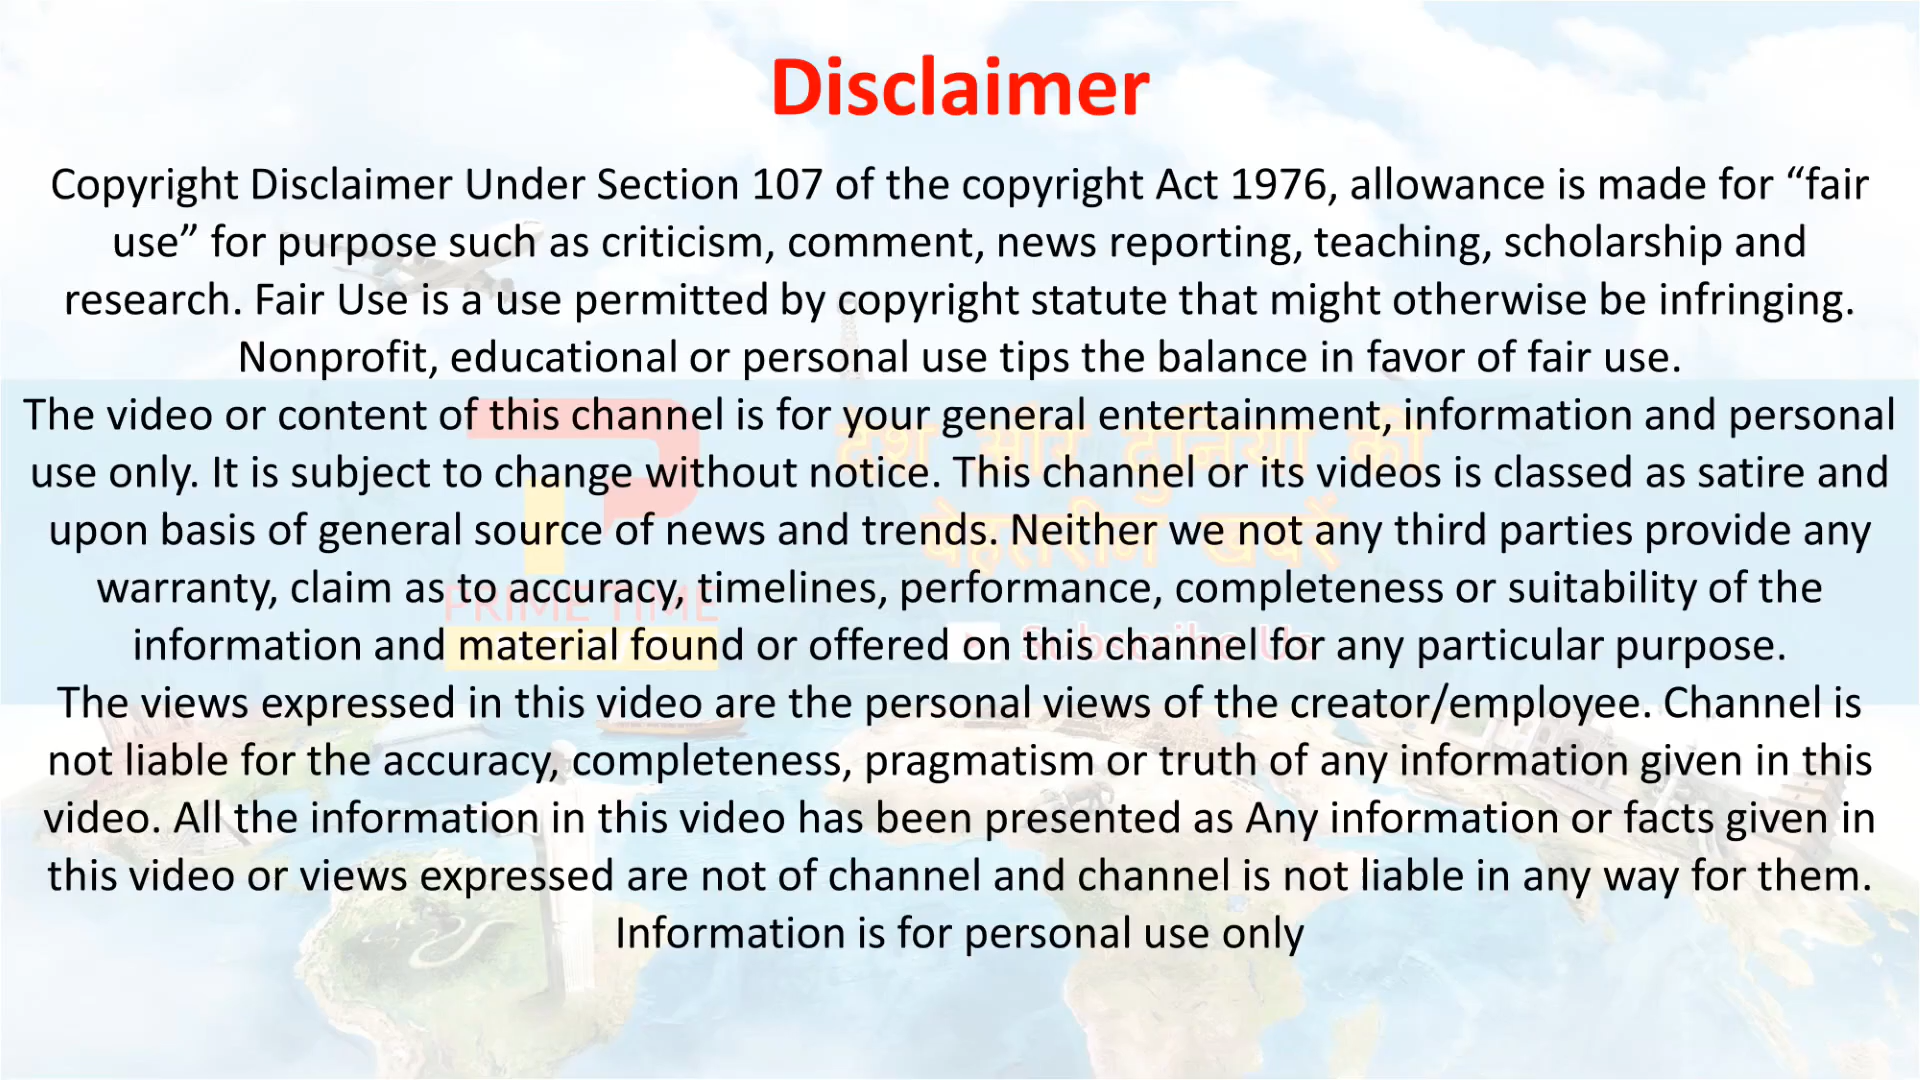 Disclaimer
Copyright Disclaimer Under Section 107 of the copyright Act 1976, allowance is made for “fair
use” for purpose such as criticism, comment, news reporting, teaching, scholarship and
research. Fair Use is a use permitted by copyright statute that might otherwise be infringing.
Nonprofit, educational or personal use tips the balance in favor of fair use.
The video or content of this channel is for your general entertainment, information and personal
use only. It is subject to change without notice. This channel or its videos is classed as satire and
upon basis of general source of news and trends. Neither we not any third parties provide any
warranty, claim as to accuracy, timelines, performance, completeness or suitability of the
information and material found or offered on this channel for any particular purpose.
The views expressed in this video are the personal views of the creator/employee. Channel is
not liable for the accuracy, completeness, pragmatism or truth of any information given in this
video. All the information in this video has been presented as Any information or facts given in
this video or views expressed are not of channel and channel is not liable in any way for them.
Information is for personal use only
देश और दुनिया की
बेहतरीन खबरें
PRIME TIME
Subscribe Us